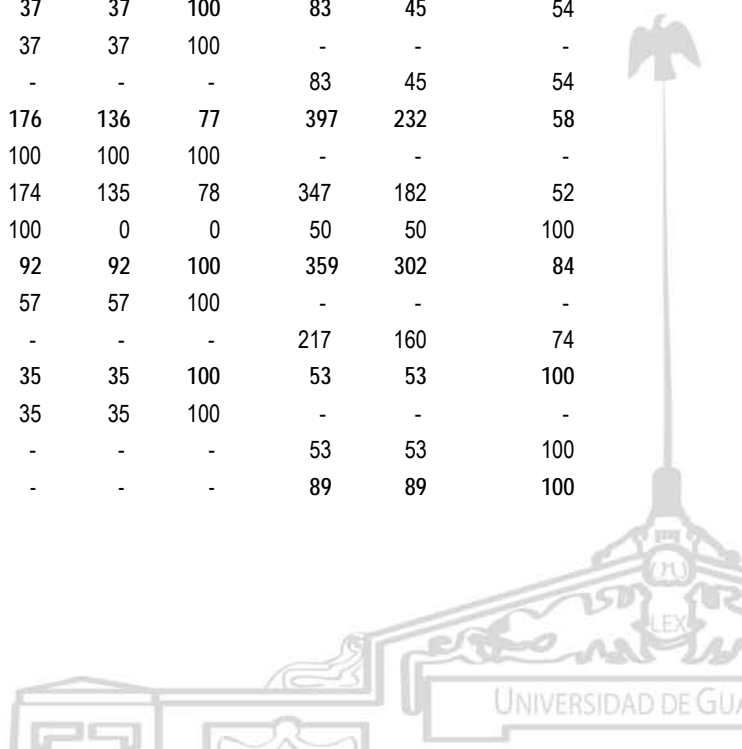 37 37 100 83 45 54
37 37 100 - - -
- - - 83 45 54
176 136 77 397 232 58
100 100 100 - - -
174 135 78 347 182 52
100 0 0 50 50 100
92 92 100 359 302 84
57 57 100 - - -
- - - 217 160 74
35 35 100 53 53 100
35 35 100 - - -
- - - 53 53 100
- - - 89 89 100
LEX
UNIVERSIDAD DE GUA